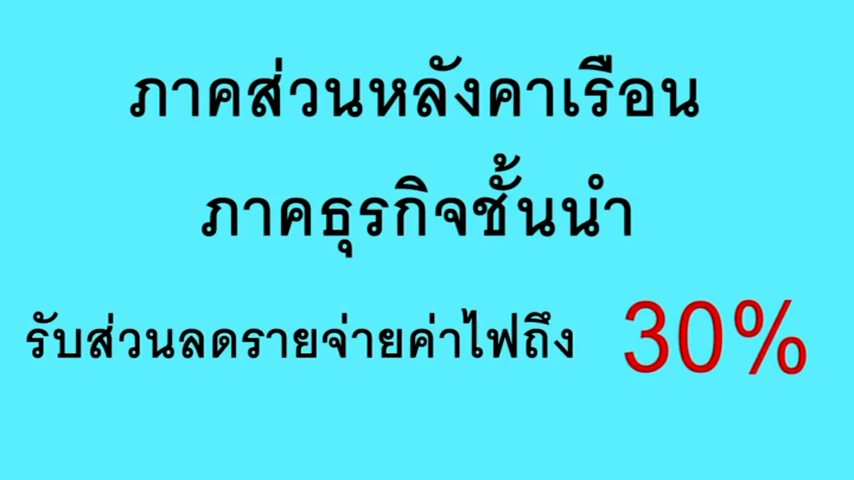 ภาคส่วนหลังคาเรือน
ภาคธุรกิจชั้นนำ
รับส่วนลดรายจ่ายค่าไฟถึง 30%